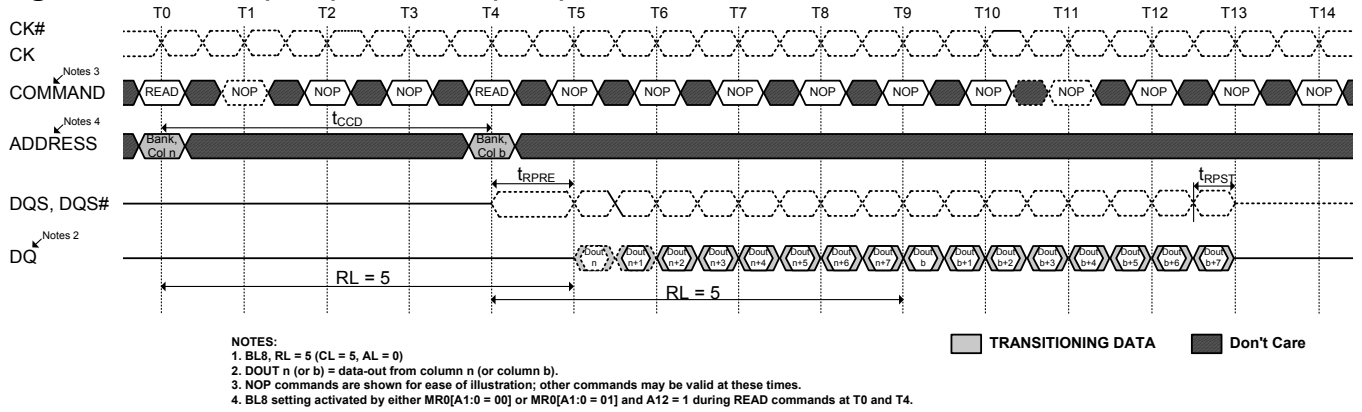 T0 T1 T2 T3 T4 T5 T6 T7 T8 T9 T10 T11 T12 T13 T14
CK#
CK
Notes 3
COMMAND READ NOP NOP NOP READ NOP NOP NOP NOP NOP NOP NOP NOP NOP NOP
tCCD
Notes 4
ADDRESS Bank, Col n Bank, Col b
tRPRE tRPST
DQS, DQS#
Notes 2
DQ Dout n Dout n+1 Dout n+2 Dout n+3 Dout n+4 Dout n+5 Dout n+6 Dout n+7 Dout b Dout b+1 Dout b+2 Dout b+3 Dout b+4 Dout b+5 Dout b+6 Dout b+7
RL = 5 RL = 5
TRANSITIONING DATA Don't Care
NOTES:
1. BL8, RL = 5 (CL = 5, AL = 0)
2. DOUT n (or b) = data-out from column n (or column b).
3. NOP commands are shown for ease of illustration; other commands may be valid at these times.
4. BL8 setting activated by either MR0[A1:0 = 00] or MR0[A1:0 = 01] and A12 = 1 during READ commands at T0 and T4.